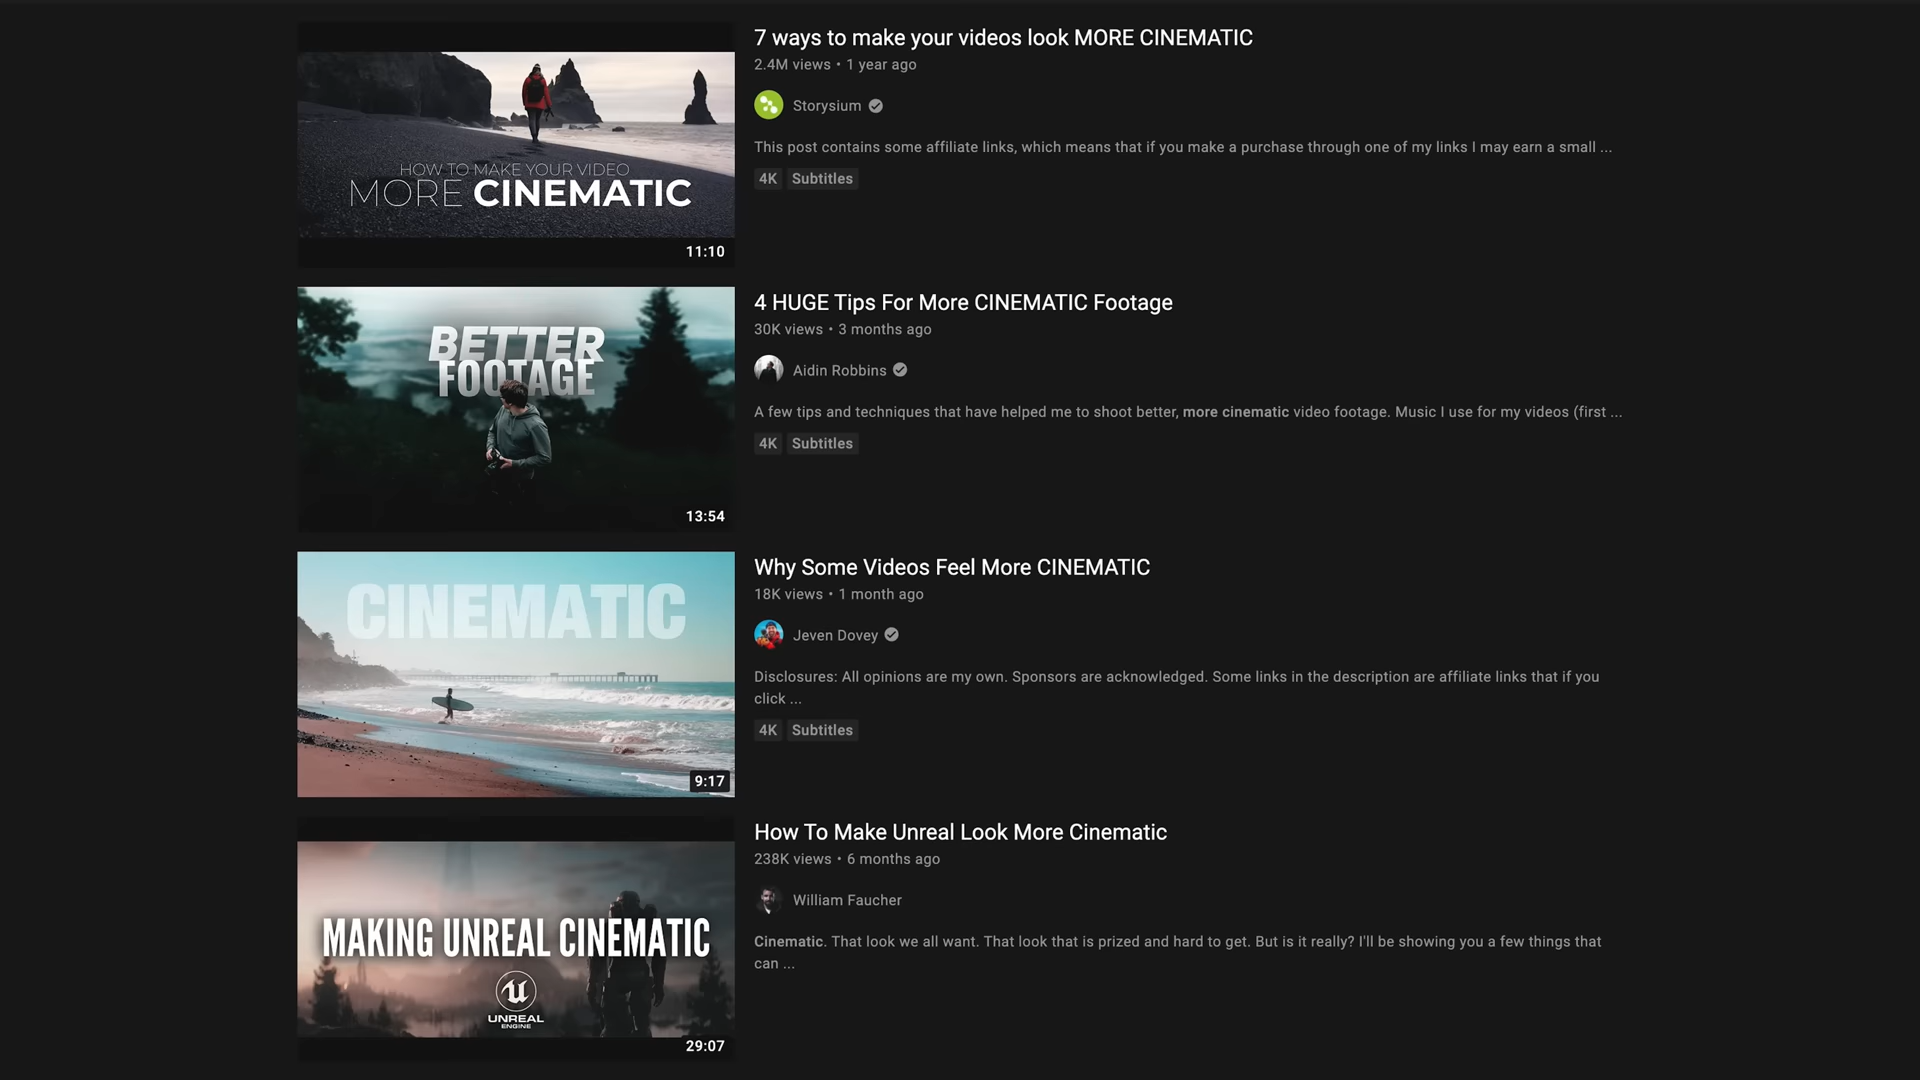 7 ways to make your videos look MORE CINEMATIC
2.4M views • 1 year ago
Storysium
This post contains some affiliate links, which means that if you make a purchase through one of my links I may earn a small ...
4K Subtitles
HOW TO MAKE YOUR VIDEO
MORE CINEMATIC
11:10
4 HUGE Tips For More CINEMATIC Footage
30K views • 3 months ago
Aidin Robbins
A few tips and techniques that have helped me to shoot better, more cinematic video footage. Music I use for my videos (first ...
4K Subtitles
BETTER
FOOTAGE
13:54
Why Some Videos Feel More CINEMATIC
18K views • 1 month ago
Jeven Dovey
Disclosures: All opinions are my own. Sponsors are acknowledged. Some links in the description are affiliate links that if you
click ...
4K Subtitles
CINEMATIC
9:17
How To Make Unreal Look More Cinematic
238K views • 6 months ago
William Faucher
Cinematic. That look we all want. That look that is prized and hard to get. But is it really? I'll be showing you a few things that
can ...
MAKING UNREAL CINEMATIC
UNREAL
ENGINE
29:07